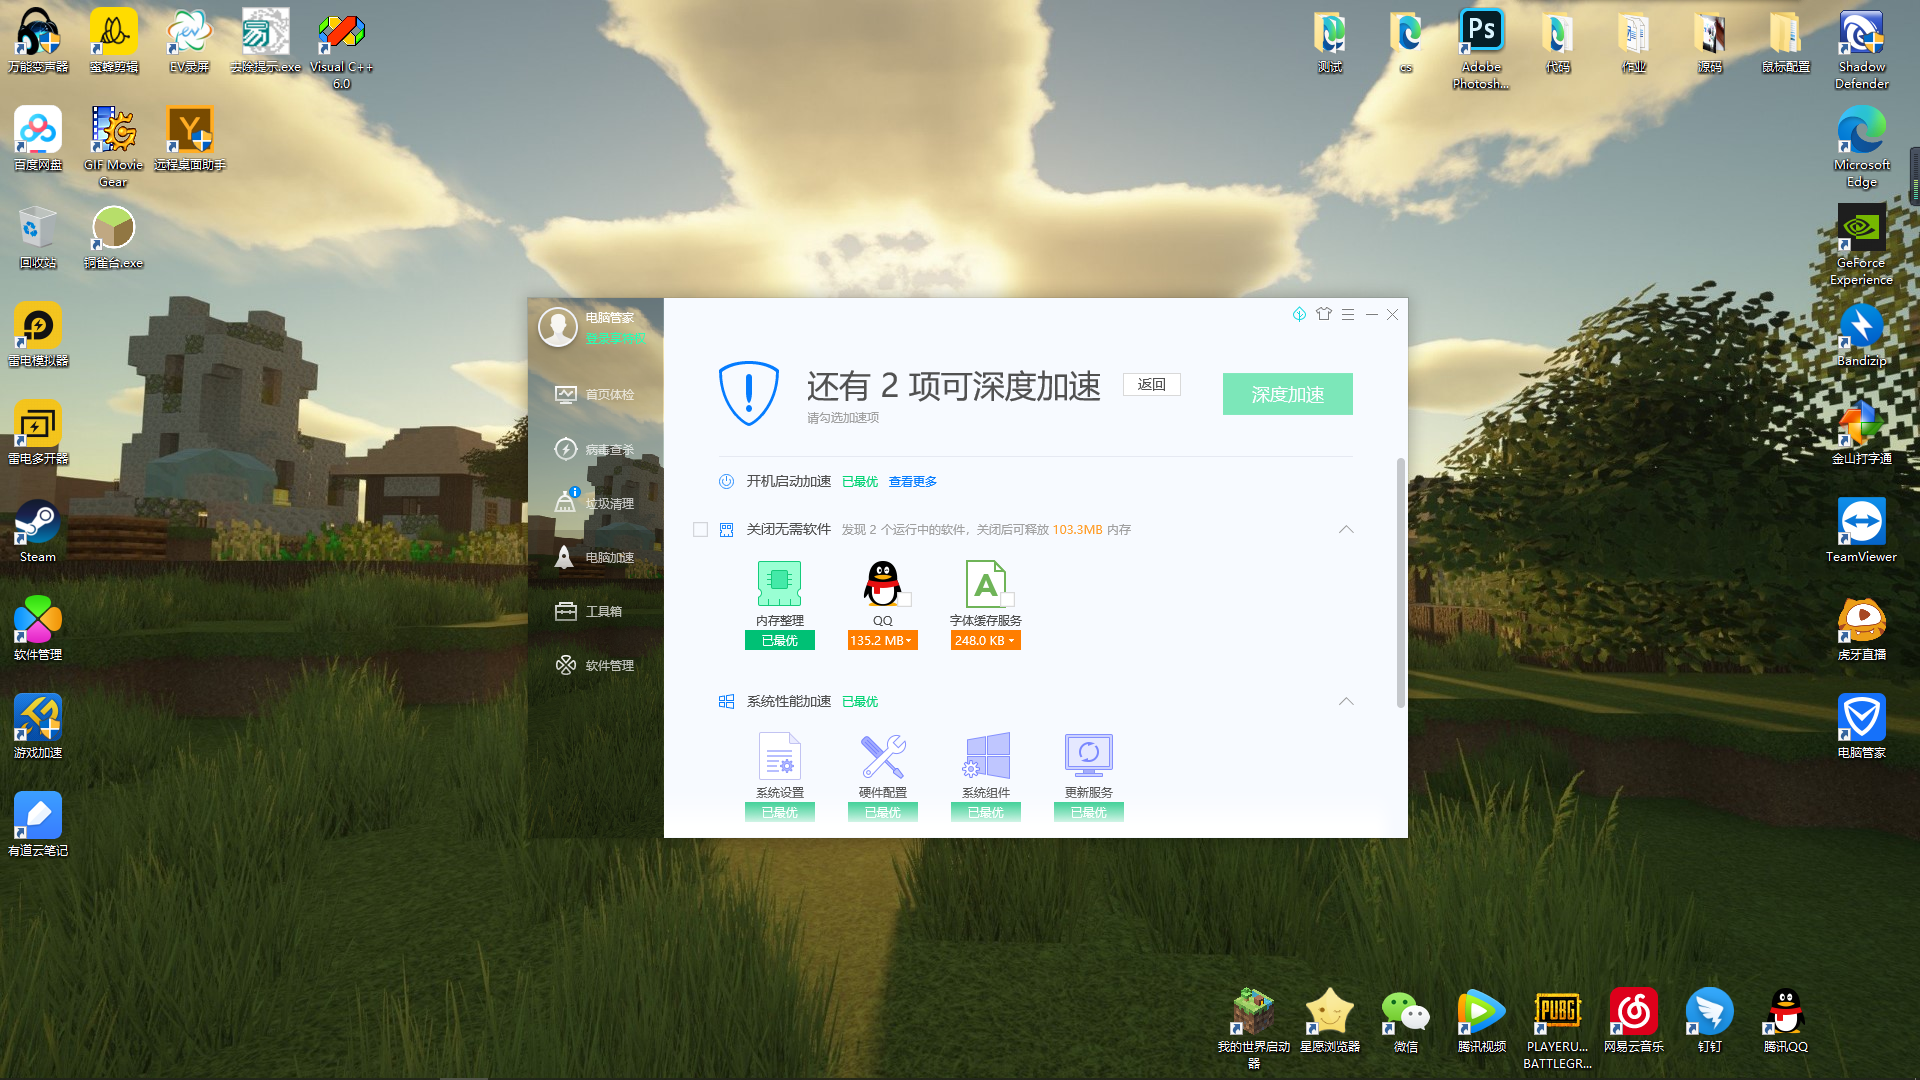 万能变声器
蜜蜂剪辑
EV录屏
去除提示.exe
Visual C++
6.0
百度网盘
GIF Movie
Gear
远程桌面助手
回收站
铜雀台.exe
雷电模拟器
雷电多开器
Steam
软件管理
游戏加速
有道云笔记
测试
cs
Ps
Adobe
Photosh...
代码
作业
源码
鼠标配置
Shadow
Defender
Microsoft
Edge
GeForce
Experience
Bandizip
金山打字通
TeamViewer
虎牙直播
电脑管家
电脑管家
首页体检
病毒查杀
垃圾清理
电脑加速
工具箱
软件管理
还有 2 项可深度加速
返回
深度加速
请勾选加速项
开机启动加速 已最优 查看更多
关闭无需软件 发现 2 个运行中的软件，关闭后可释放 103.3MB 内存
内存整理
已最优
QQ
135.2 MB
字体缓存服务
248.0 KB
系统性能加速 已最优
系统设置
已最优
硬件配置
已最优
系统组件
已最优
更新服务
已最优
我的世界启动
器
星愿浏览器
微信
腾讯视频
PUBG
PLAYERU...
BATTLEGR...
网易云音乐
钉钉
腾讯QQ